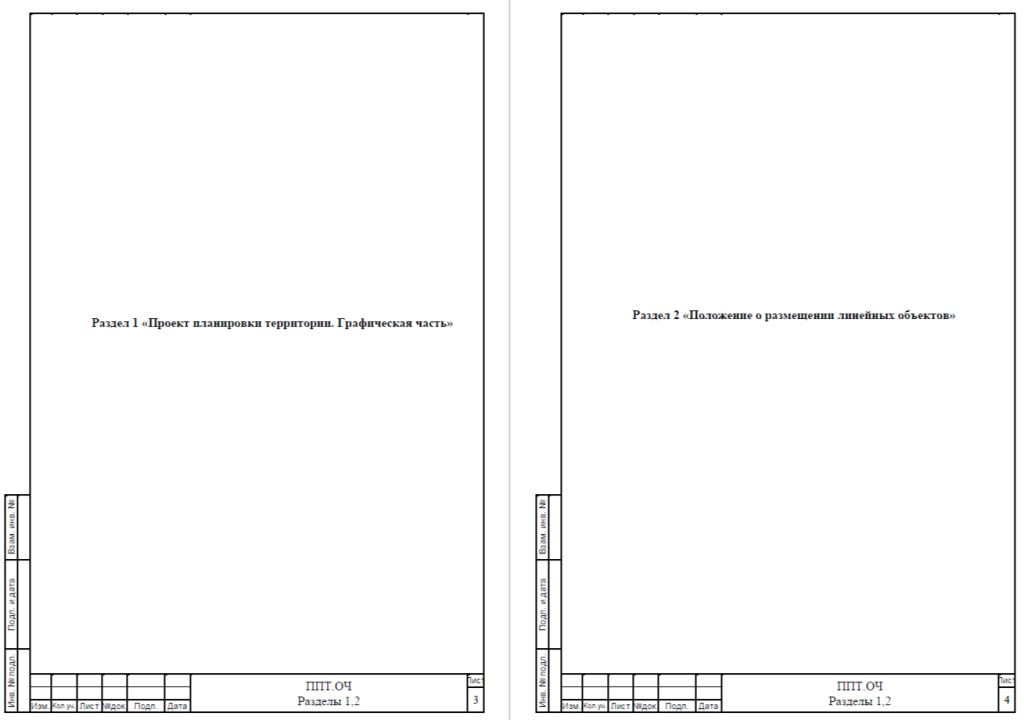 Раздел 1 «Проект планировки территории. Графическая часть»
Взам. инв. №
Подп. и дата
Инв. № подп.
ППТ.ОЧ
Разделы 1,2
Лист
3
Изм. Кол.уч. Лист №док Подп. Дата
Раздел 2 «Положение о размещении линейных объектов»
Взам. инв. №
Подп. и дата
Инв. № подп.
ППТ.ОЧ
Разделы 1,2
Лист
4
Изм. Кол.уч. Лист №док Подп. Дата